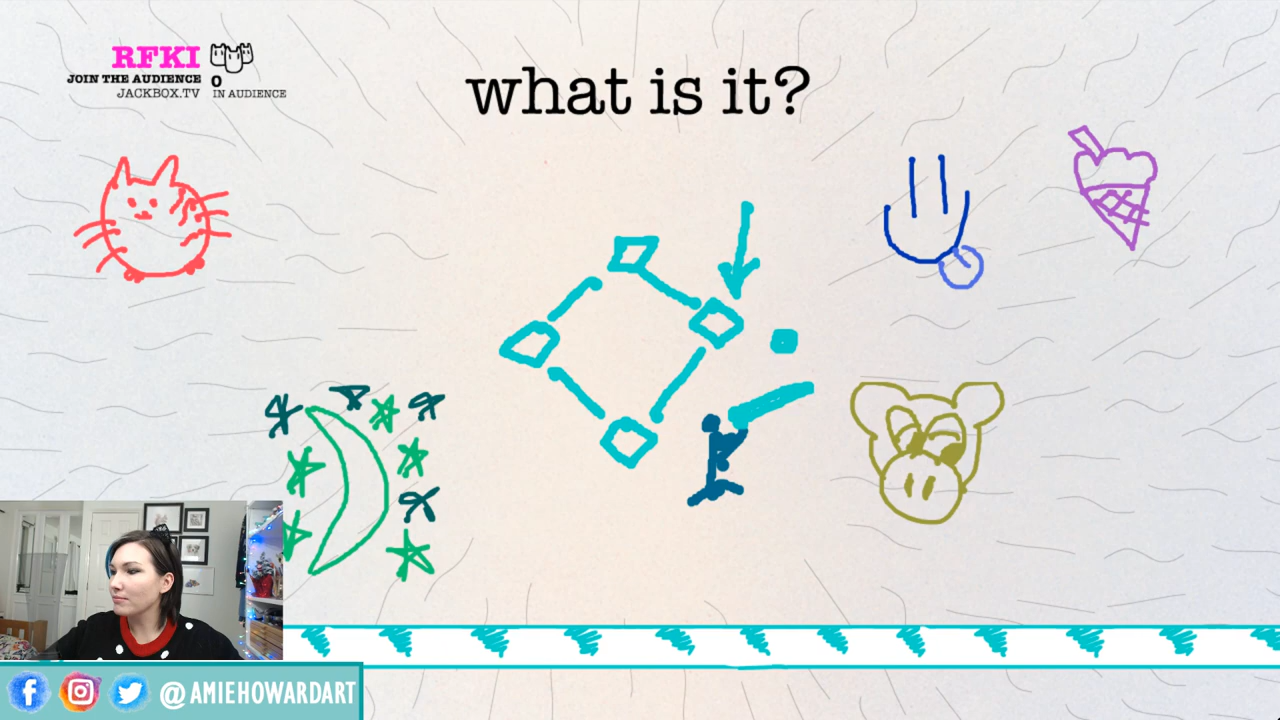 RFKI
JOIN THE AUDIENCE
JACKBOX.TV
0
IN AUDIENCE
what is it?
@AMIEHOWARDART